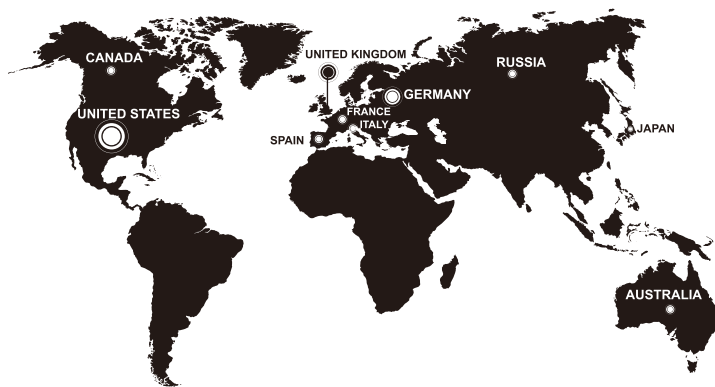 CANADA
UNITED KINGDOM
RUSSIA
GERMANY
UNITED STATES
FRANCE
ITALY
JAPAN
SPAIN
AUSTRALIA